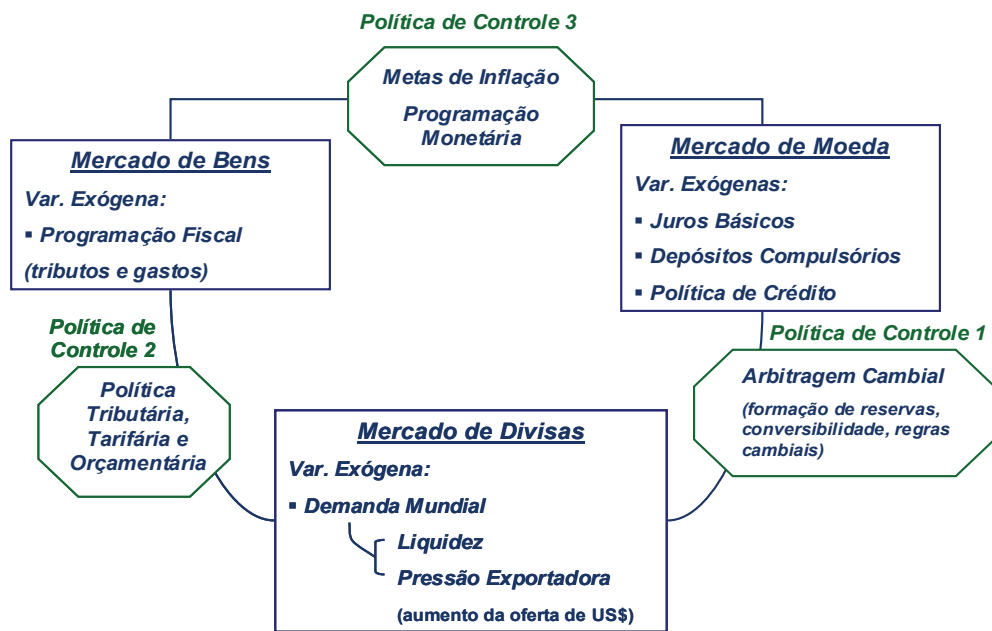 Política de Controle 3
Metas de Inflação
Programação
Monetária
Mercado de Bens
Var. Exógena:
▪ Programação Fiscal
(tributos e gastos)
Mercado de Moeda
Var. Exógenas:
▪ Juros Básicos
▪ Depósitos Compulsórios
▪ Política de Crédito
Política de
Controle 2
Política
Tributária,
Tarifária e
Orçamentária
Política de Controle 1
Arbitragem Cambial
(formação de reservas,
conversibilidade, regras
cambiais)
Mercado de Divisas
Var. Exógena:
▪ Demanda Mundial
Liquidez
Pressão Exportadora
(aumento da oferta de US$)